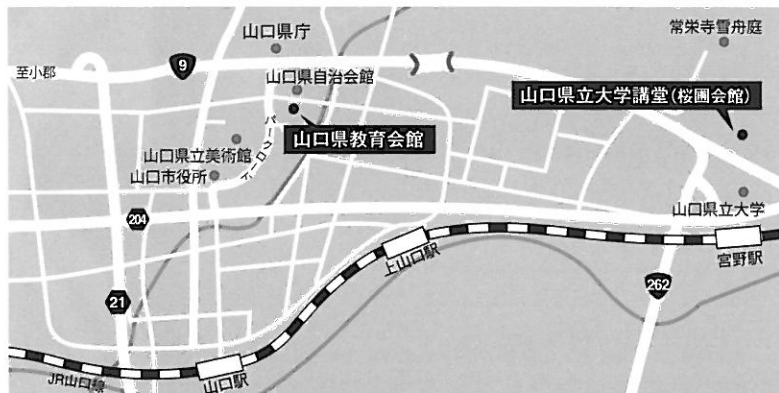 山口県庁
常栄寺雪舟庭
9
至小郡
山口県自治会館
山口県立大学講堂(桜圃会館)
山口県教育会館
パークロード
山口県立美術館
山口市役所
山口県立大学
204
上山口駅
宮野駅
262
21
山口駅
JR山口線